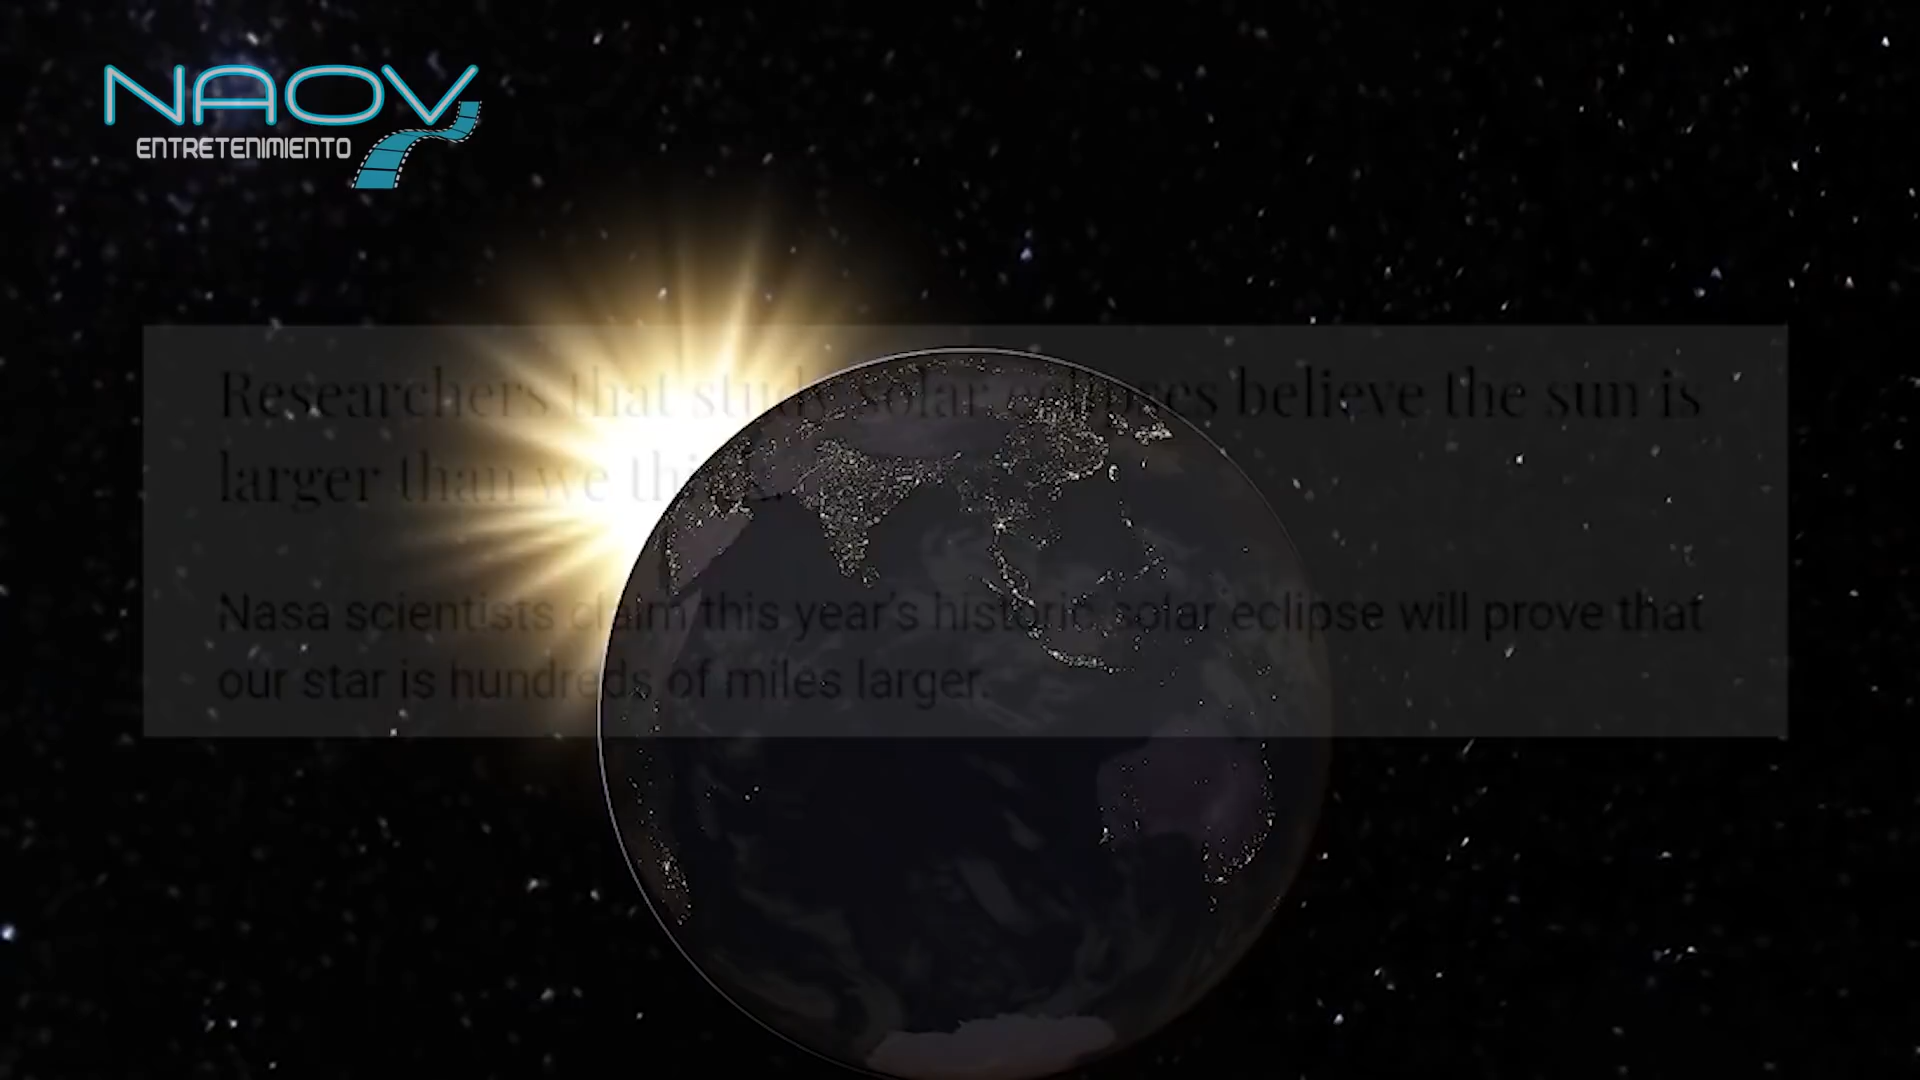 NAOV
ENTRETENIMIENTO
Researchers that study solar eclipses believe the sun is
larger than we think.
Nasa scientists claim this year's historic solar eclipse will prove that
our star is hundreds of miles larger.